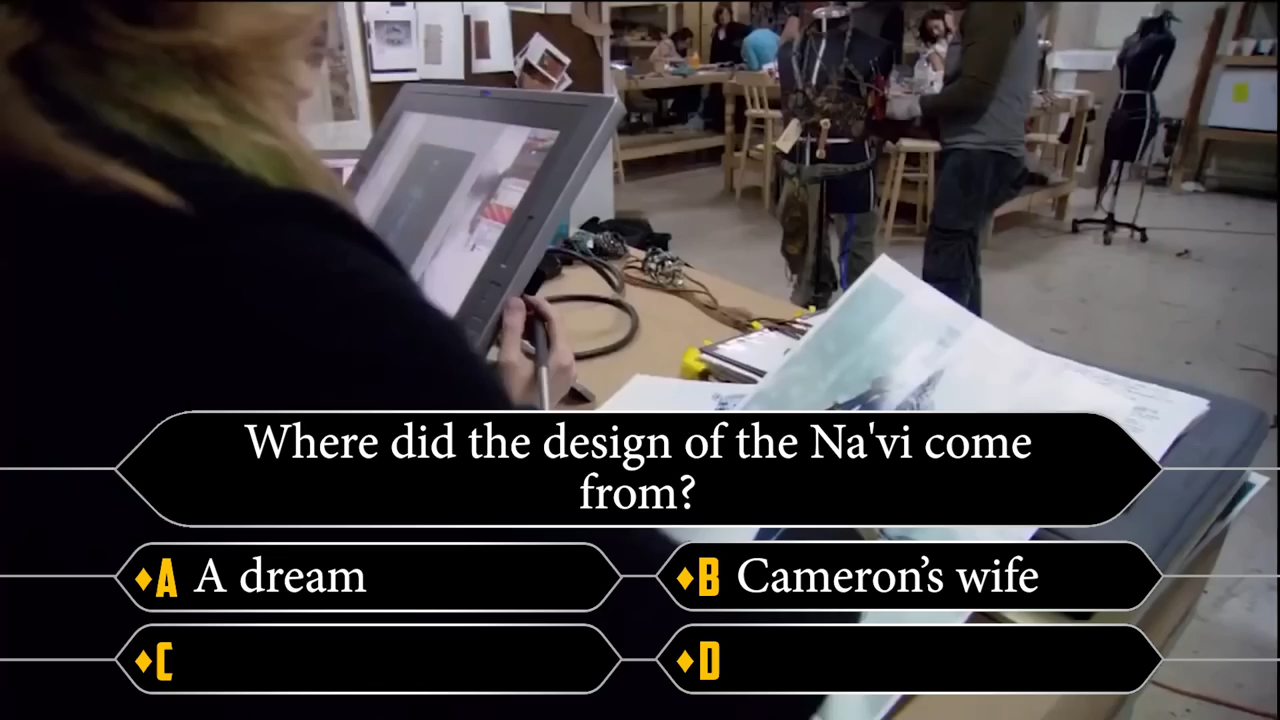 Where did the design of the Na'vi come
from?
A A dream
B Cameron’s wife
C
D